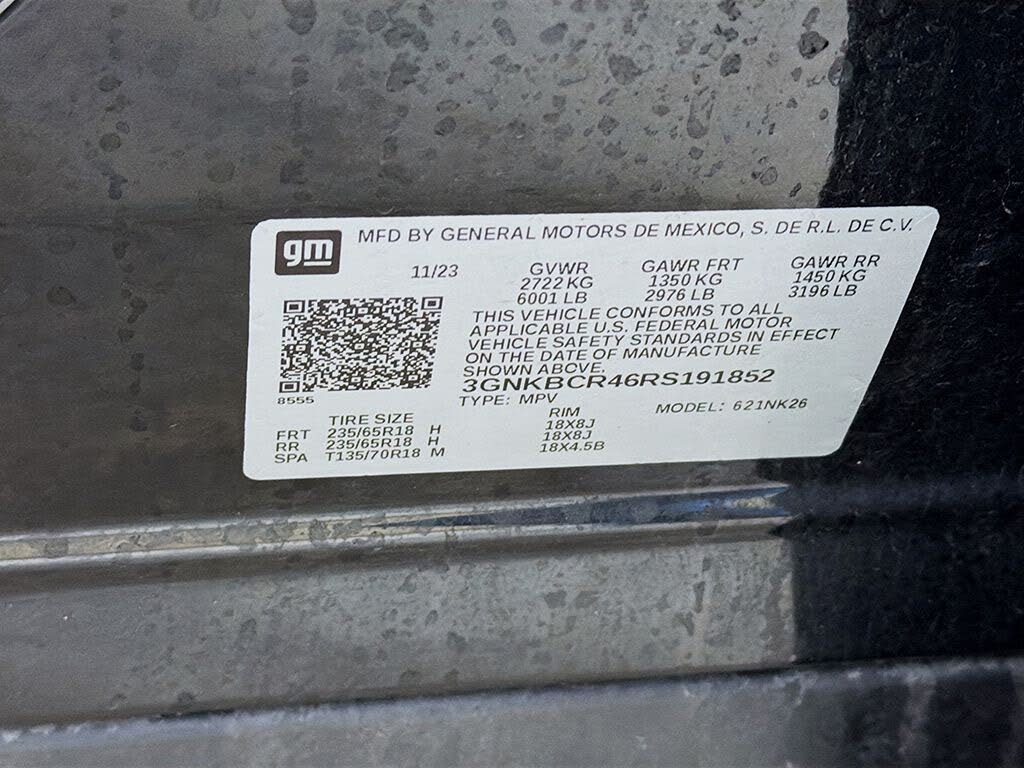 gm
MFD BY GENERAL MOTORS DE MEXICO, S. DE R.L. DE C.V.
11/23 GVWR GAWR FRT GAWR RR
2722 KG 1350 KG 1450 KG
6001 LB 2976 LB 3196 LB
THIS VEHICLE CONFORMS TO ALL
APPLICABLE U.S. FEDERAL MOTOR
VEHICLE SAFETY STANDARDS IN EFFECT
ON THE DATE OF MANUFACTURE
SHOWN ABOVE.
3GNKBCR46RS191852
8555
TYPE: MPV MODEL: 621NK26
TIRE SIZE RIM
FRT 235/65R18 H 18X8J
RR 235/65R18 H 18X8J
SPA T135/70R18 M 18X4.5B